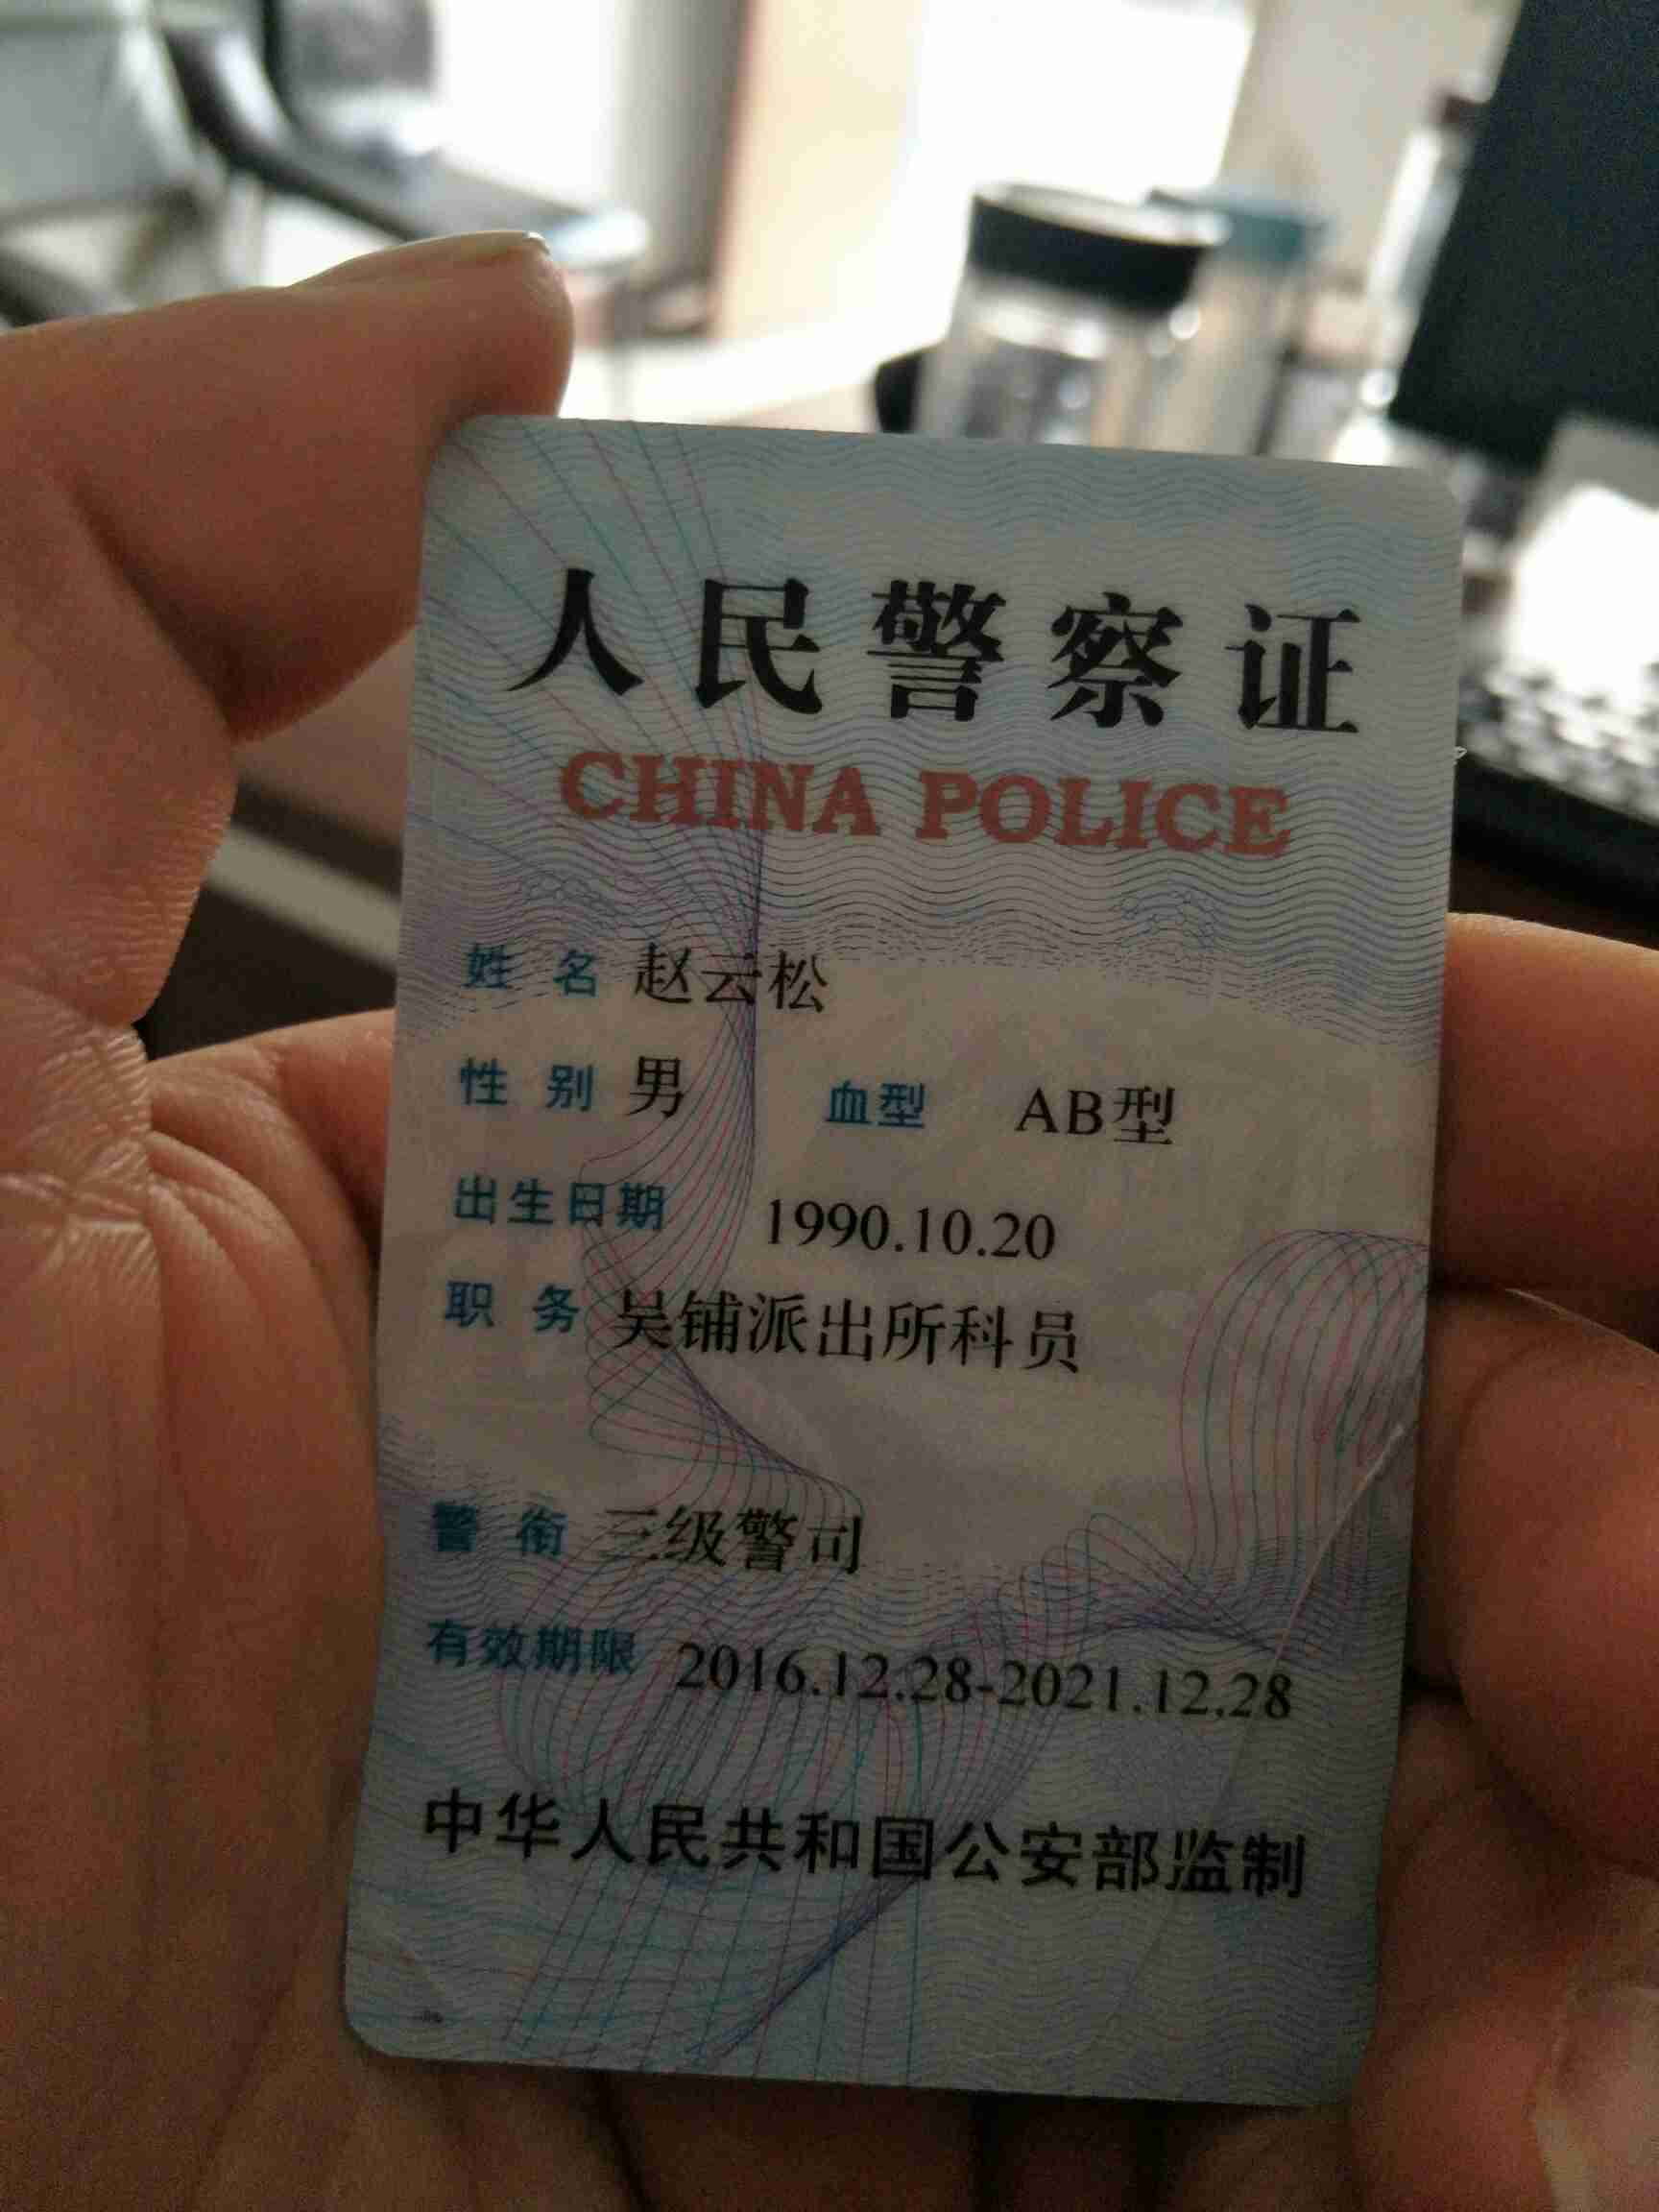 人民警察证
CHINA POLICE
姓 名 赵云松
性 别 男 血型 AB型
出生日期 1990.10.20
职 务 吴铺派出所科员
警 衔 三级警司
有效期限 2016.12.28-2021.12.28
中华人民共和国公安部监制